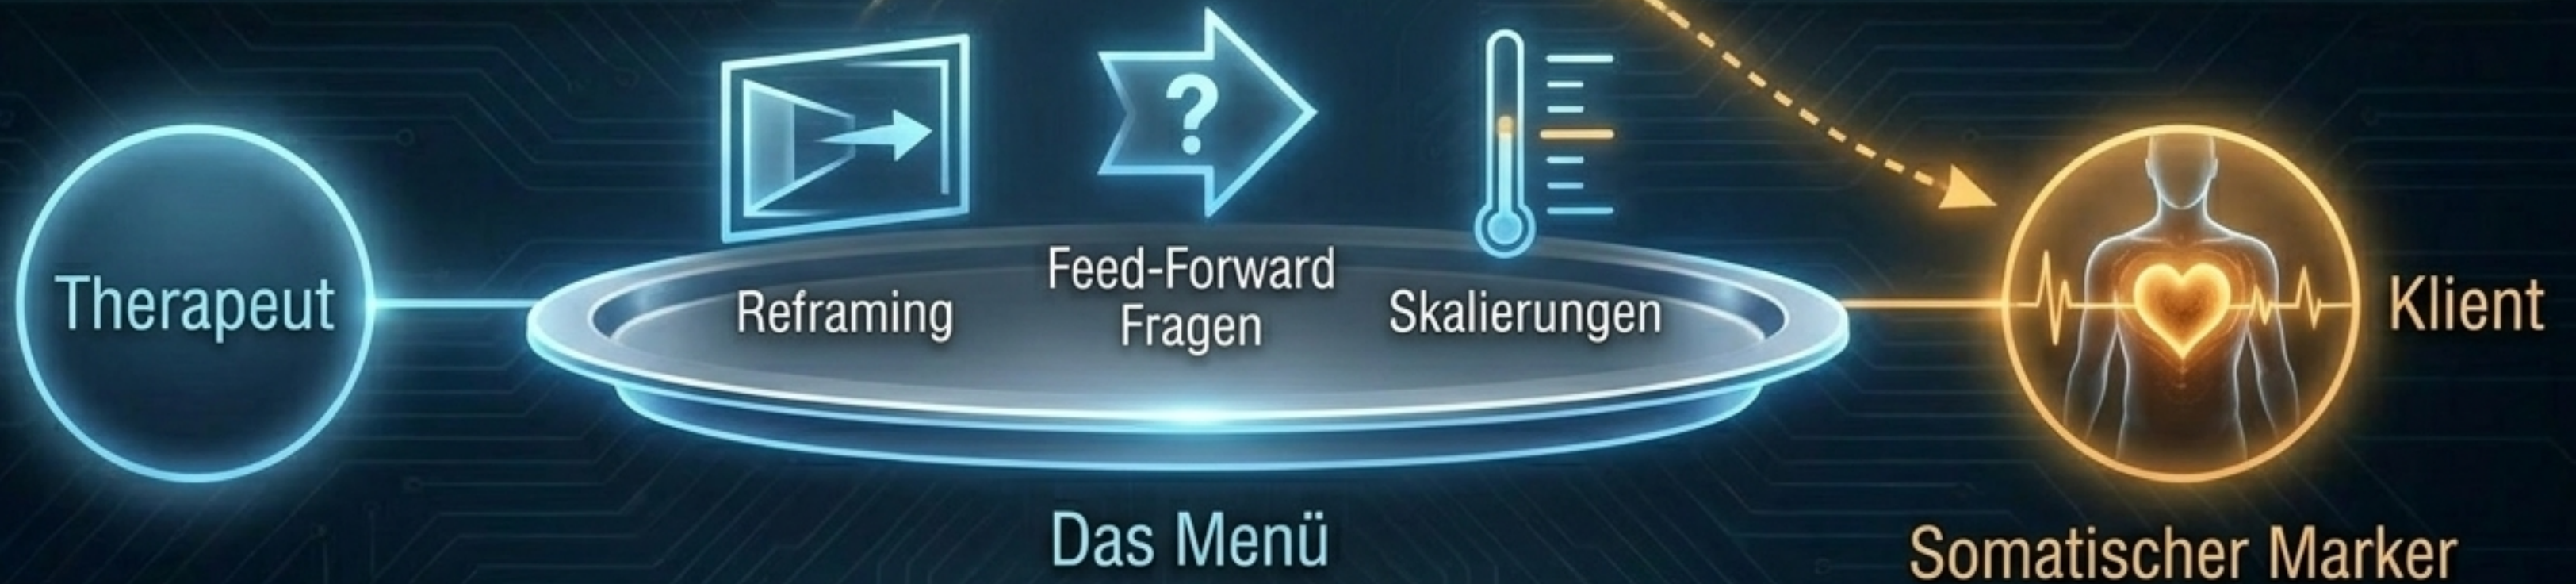 ?
Therapeut
Reframing
Feed-Forward
Fragen
Skalierungen
Klient
Das Menü
Somatischer Marker